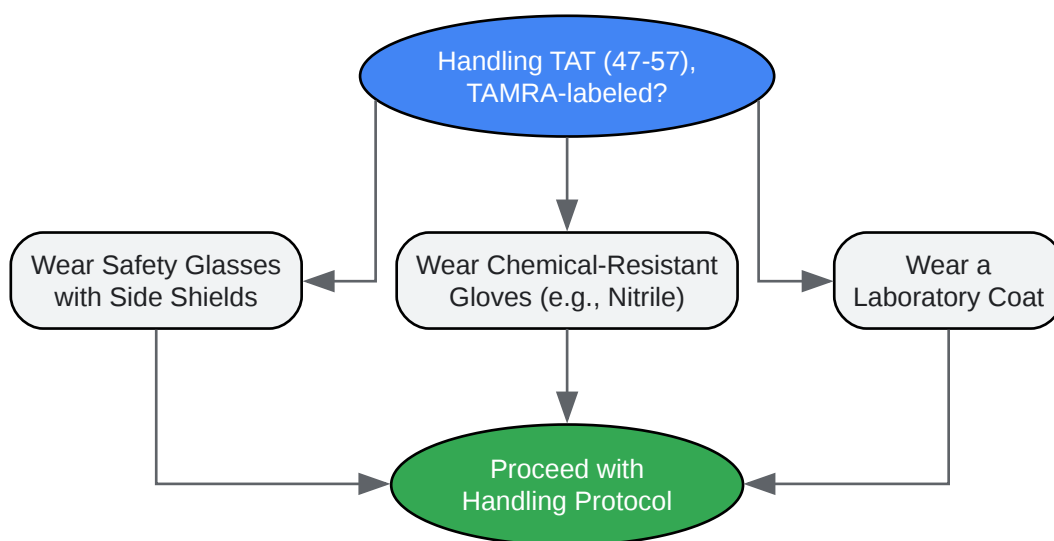 Handling TAT (47-57),
TAMRA-labeled?
Wear Safety Glasses
with Side Shields
Wear Chemical-Resistant
Gloves (e.g., Nitrile)
Wear a
Laboratory Coat
Proceed with
Handling Protocol